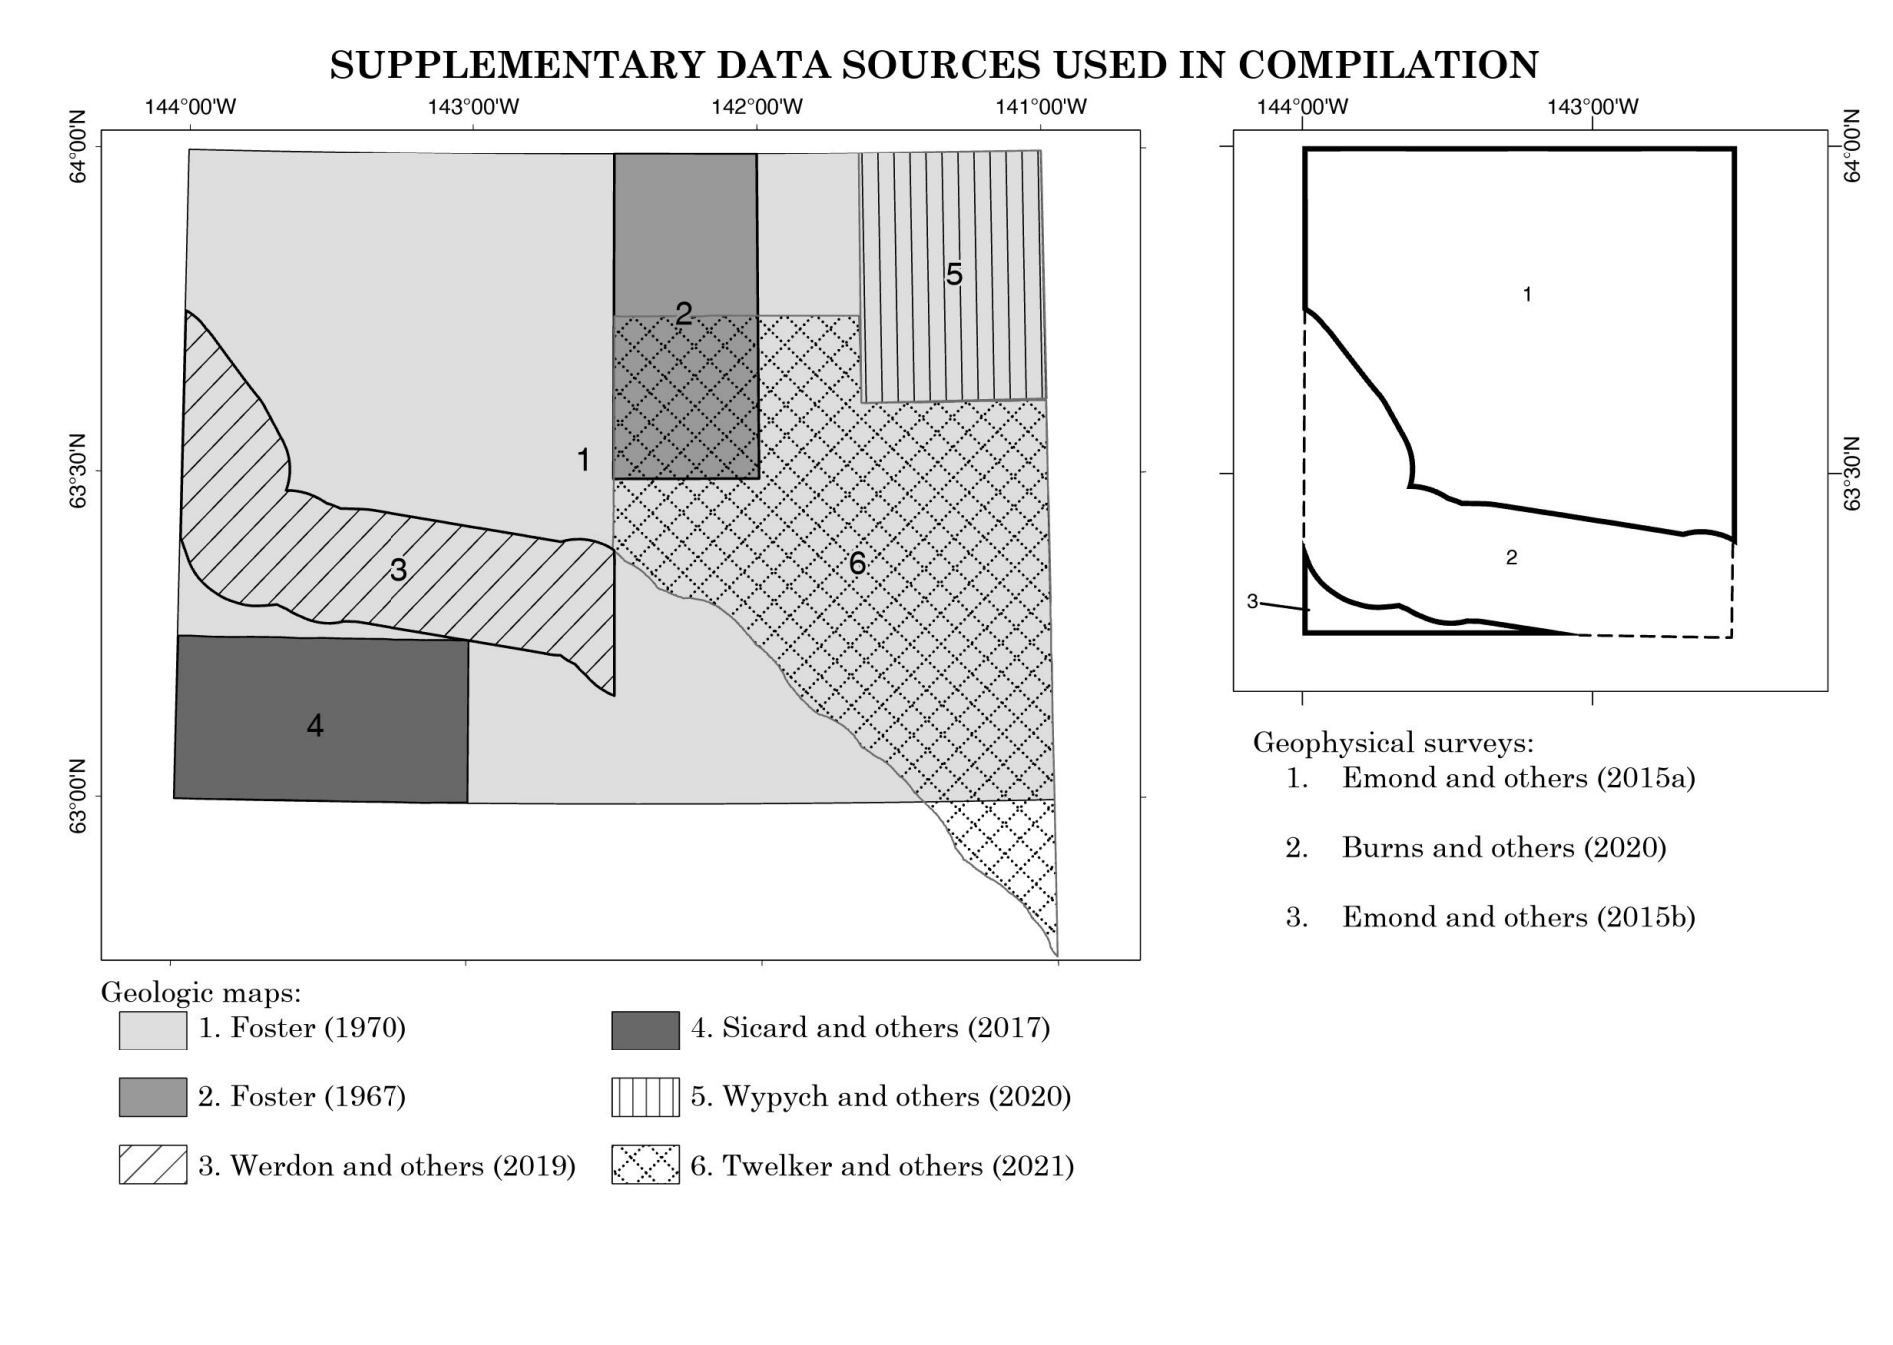 SUPPLEMENTARY DATA SOURCES USED IN COMPILATION
144°00'W 143°00'W 142°00'W 141°00'W
64°00'N
63°30'N
63°00'N
1
2
3
4
5
6
144°00'W 143°00'W
64°00'N
63°30'N
1
2
3
Geophysical surveys:
1. Emond and others (2015a)
2. Burns and others (2020)
3. Emond and others (2015b)
Geologic maps:
1. Foster (1970)
2. Foster (1967)
3. Werdon and others (2019)
4. Sicard and others (2017)
5. Wypych and others (2020)
6. Twelker and others (2021)